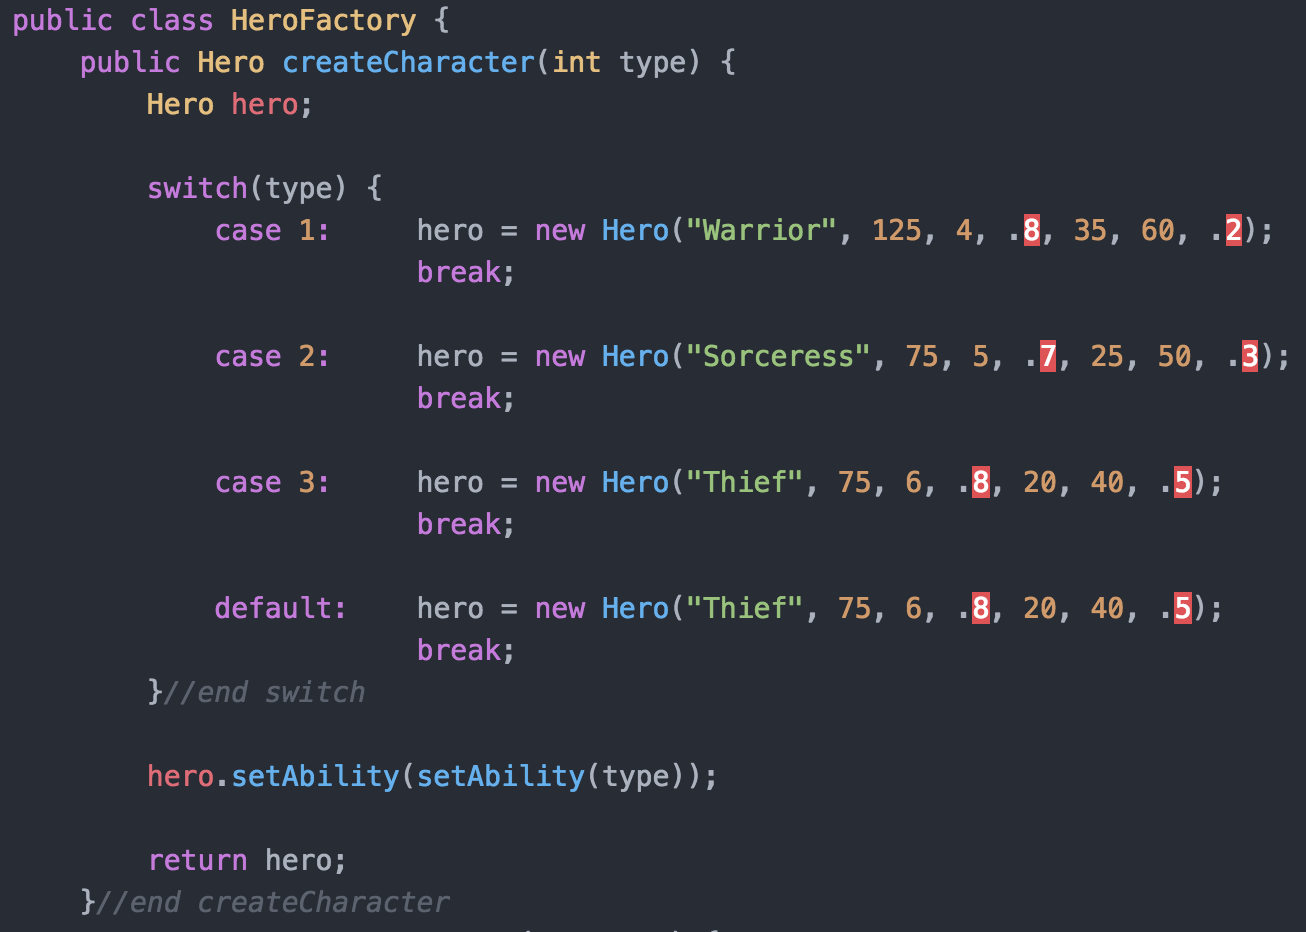 public class HeroFactory {
    public Hero createCharacter(int type) {
        Hero hero;

        switch(type) {
            case 1:     hero = new Hero("Warrior", 125, 4, .8, 35, 60, .2);
                        break;

            case 2:     hero = new Hero("Sorceress", 75, 5, .7, 25, 50, .3);
                        break;

            case 3:     hero = new Hero("Thief", 75, 6, .8, 20, 40, .5);
                        break;

            default:    hero = new Hero("Thief", 75, 6, .8, 20, 40, .5);
                        break;
        }//end switch

        hero.setAbility(setAbility(type));

        return hero;
    }//end createCharacter